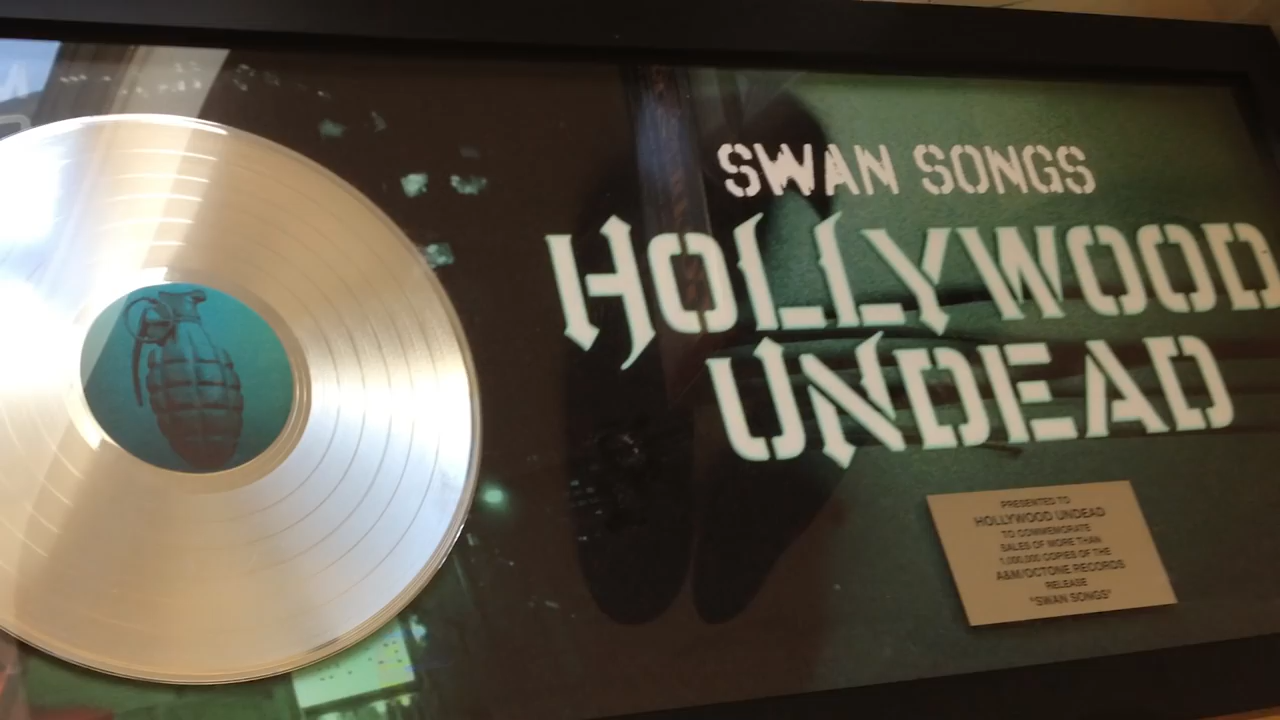 SWAN SONGS
HOLLYWOOD
UNDEAD
PRESENTED TO
HOLLYWOOD UNDEAD
TO COMMEMORATE
SALES OF MORE THAN
1,000,000 COPIES OF THE
A&M/OCTONE RECORDS
RELEASE
"SWAN SONGS"